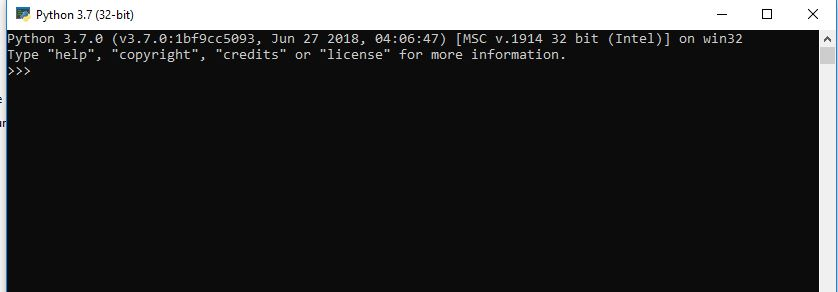 Python 3.7 (32-bit)
Python 3.7.0 (v3.7.0:1bf9cc5093, Jun 27 2018, 04:06:47) [MSC v.1914 32 bit (Intel)] on win32
Type "help", "copyright", "credits" or "license" for more information.
>>>